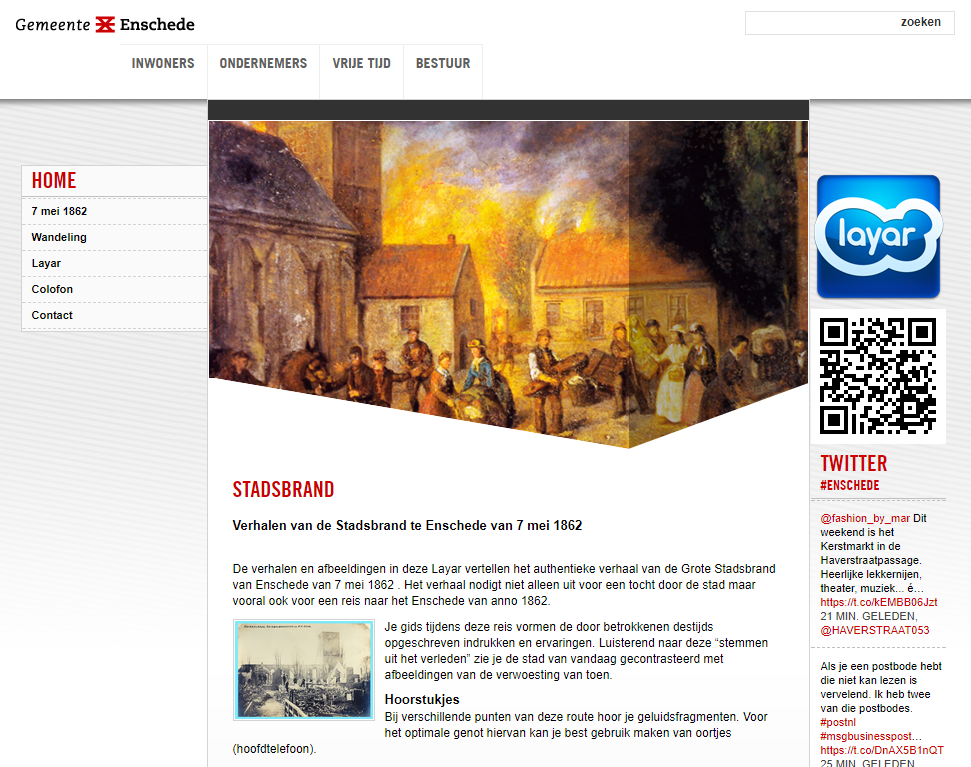 Gemeente Enschede
zoeken
INWONERS
ONDERNEMERS
VRIJE TIJD
BESTUUR
HOME
7 mei 1862
Wandeling
Layar
Colofon
Contact
STADSBRAND
Verhalen van de Stadsbrand te Enschede van 7 mei 1862
De verhalen en afbeeldingen in deze Layar vertellen het authentieke verhaal van de Grote Stadsbrand
van Enschede van 7 mei 1862 . Het verhaal nodigt niet alleen uit voor een tocht door de stad maar
vooral ook voor een reis naar het Enschede van anno 1862.
Je gids tijdens deze reis vormen de door betrokkenen destijds
opgeschreven indrukken en ervaringen. Luisterend naar deze “stemmen
uit het verleden” zie je de stad van vandaag gecontrasteerd met
afbeeldingen van de verwoesting van toen.
Hoorstukjes
Bij verschillende punten van deze route hoor je geluidsfragmenten. Voor
het optimale genot hiervan kan je best gebruik maken van oortjes
(hoofdtelefoon).
layar
TWITTER
#ENSCHEDE
@fashion_by_mar Dit
weekend is het
Kerstmarkt in de
Haverstraatpassage.
Heerlijke lekkernijen,
theater, muziek... é…
https://t.co/kEMBB06Jzt
21 MIN. GELEDEN,
@HAVERSTRAAT053
Als je een postbode hebt
die niet kan lezen is
vervelend. Ik heb twee
van die postbodes.
#postnl
#msgbusinesspost…
https://t.co/DnAX5B1nQT
25 MIN. GELEDEN